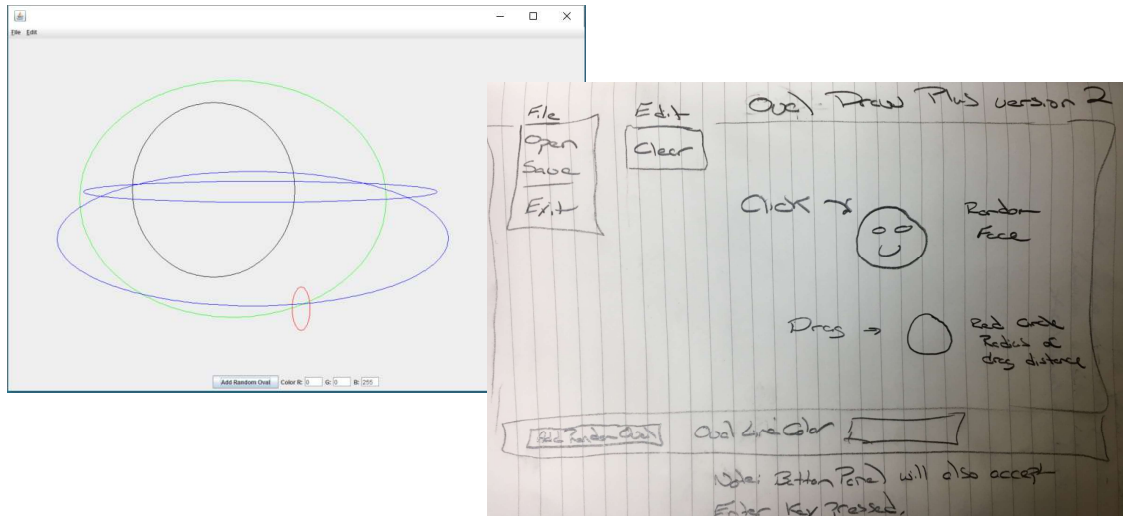 File Edit
Add Random Oval Color R: 0 G: 0 B: 255
File Edit Oval Draw Plus version 2
Open
Save
Exit
Clear
Click
Random
Face
Drag →
Red Circle
Radius of
drag distance
Add Random Oval Oval Line Color
Note: Button Panel will also accept
Enter Key Pressed.